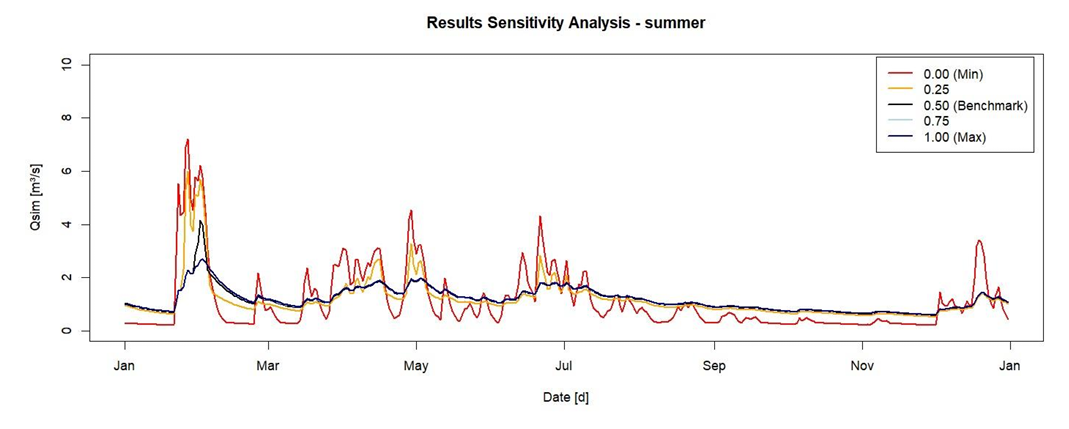 Results Sensitivity Analysis - summer
10
8
6
4
2
0
Qsim [m³/s]
0.00 (Min)
0.25
0.50 (Benchmark)
0.75
1.00 (Max)
Jan
Mar
May
Jul
Sep
Nov
Jan
Date [d]